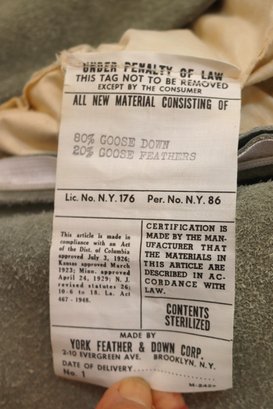 UNDER PENALTY OF LAW
THIS TAG NOT TO BE REMOVED
EXCEPT BY THE CONSUMER
ALL NEW MATERIAL CONSISTING OF
80% GOOSE DOWN
20% GOOSE FEATHERS
Lic. No. N.Y. 176 Per. No. N.Y. 86
This article is made in
compliance with an Act
of the Dist. of Columbia
approved July 3, 1926;
Kansas approved March
1923; Minn. approved
April 24, 1929; N.J.
revised statutes 26;
10.6 to 18. La. Act
467 - 1948.
CERTIFICATION IS
MADE BY THE MANU-
FACTURER THAT
THE MATERIALS IN
THIS ARTICLE ARE
DESCRIBED IN AC-
CORDANCE WITH
LAW.
CONTENTS
STERILIZED
MADE BY
YORK FEATHER & DOWN CORP.
2-10 EVERGREEN AVE. BROOKLYN, N.Y.
DATE OF DELIVERY
No. 1